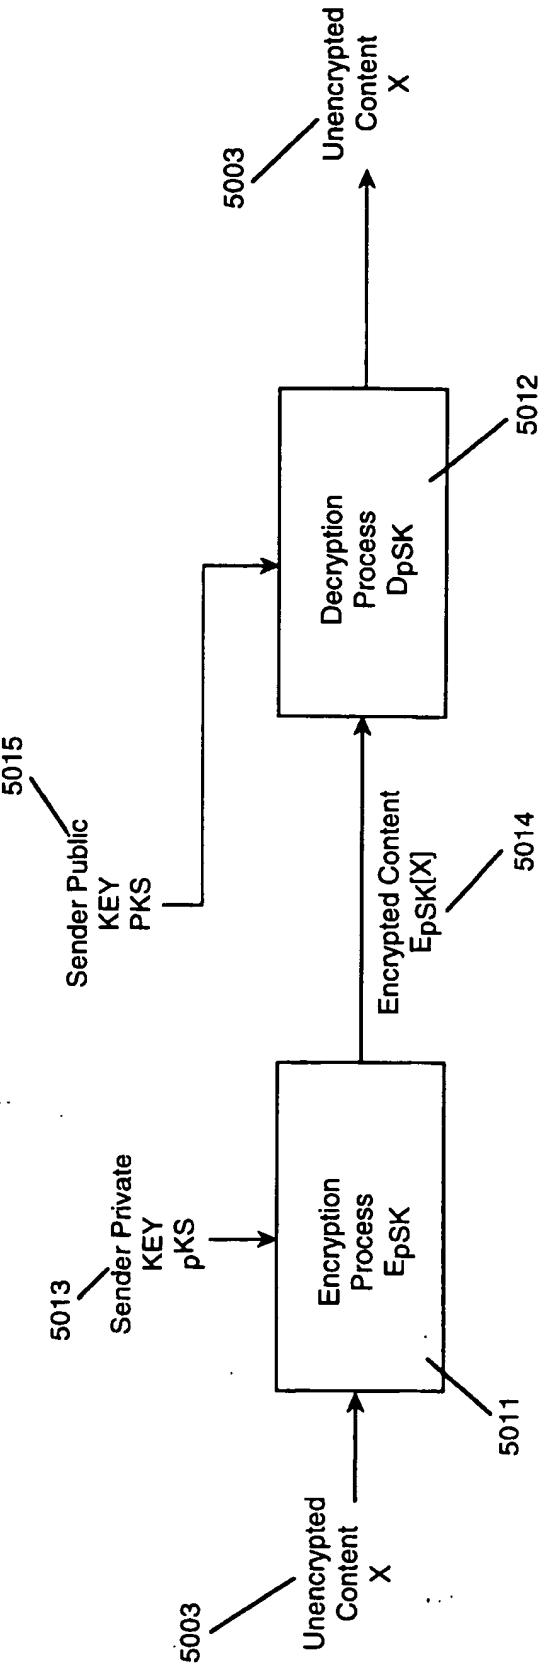 5003
Unencrypted
Content
X
5011
Encryption
Process
EpSK
5013
Sender Private
KEY
pKS
Encrypted Content
EpSK[X]
5014
5015
Sender Public
KEY
PKS
Decryption
Process
DpSK
5012
5003
Unencrypted
Content
X